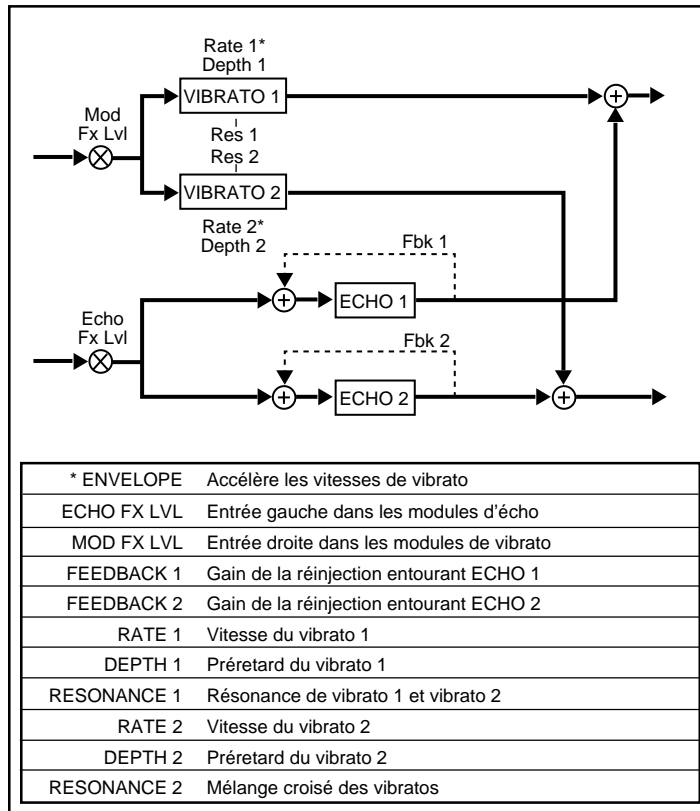 Rate 1*
Depth 1
VIBRATO 1
Mod
Fx Lvl
Res 1
Res 2
VIBRATO 2
Rate 2*
Depth 2
Fbk 1
ECHO 1
Echo
Fx Lvl
Fbk 2
ECHO 2
* ENVELOPE Accélère les vitesses de vibrato
ECHO FX LVL Entrée gauche dans les modules d'écho
MOD FX LVL Entrée droite dans les modules de vibrato
FEEDBACK 1 Gain de la réinjection entourant ECHO 1
FEEDBACK 2 Gain de la réinjection entourant ECHO 2
RATE 1 Vitesse du vibrato 1
DEPTH 1 Préretard du vibrato 1
RESONANCE 1 Résonance de vibrato 1 et vibrato 2
RATE 2 Vitesse du vibrato 2
DEPTH 2 Préretard du vibrato 2
RESONANCE 2 Mélange croisé des vibratos